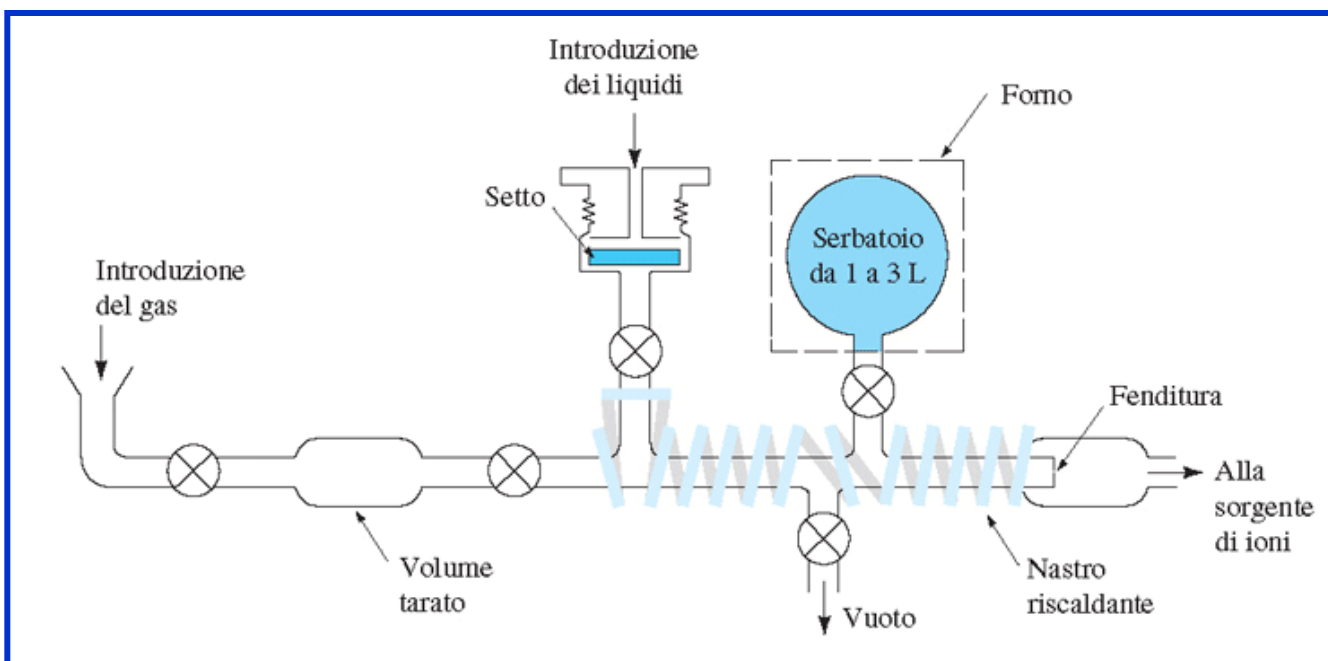 Introduzione
dei liquidi
Forno
Setto
Serbatoio
da 1 a 3 L
Introduzione
del gas
Fenditura
Alla
sorgente
di ioni
Volume
tarato
Nastro
riscaldante
Vuoto